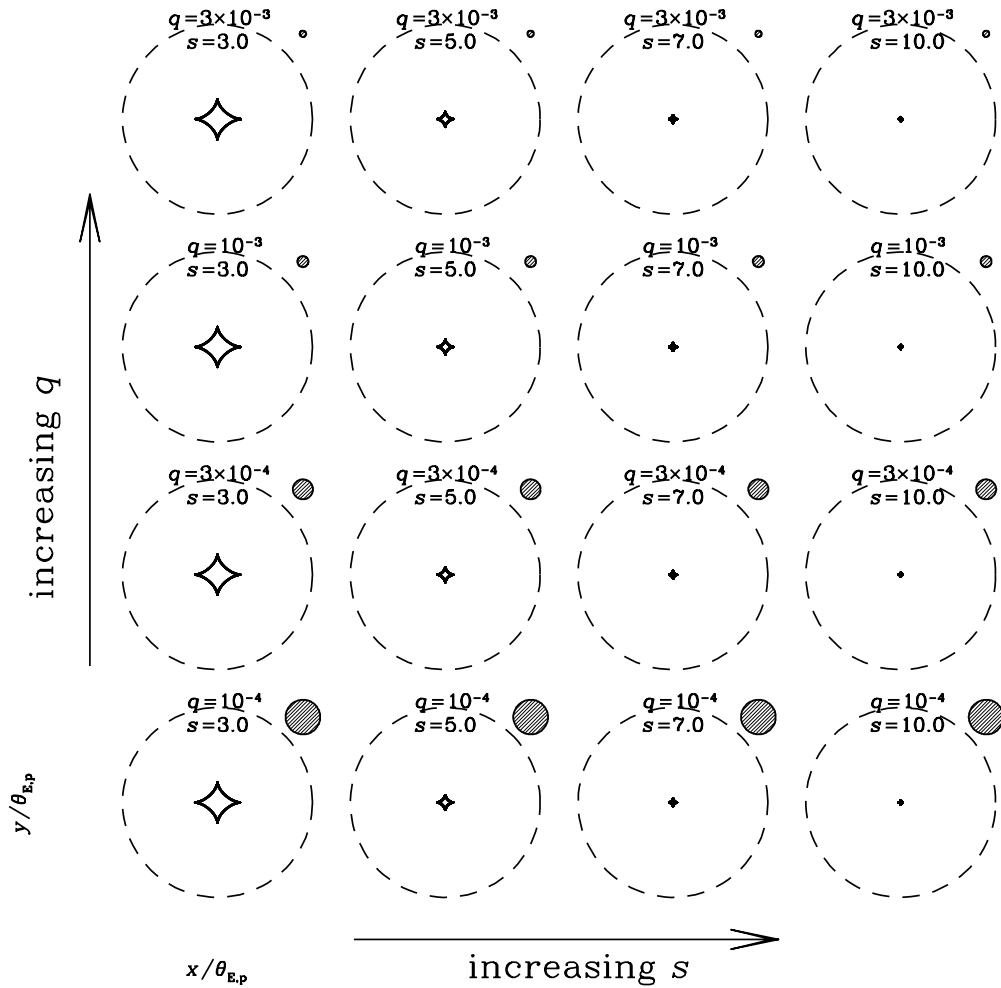 q=3×10⁻³ q=3×10⁻³ q=3×10⁻³ q=3×10⁻³
s=3.0 s=5.0 s=7.0 s=10.0
q=10⁻³ q=10⁻³ q=10⁻³ q=10⁻³
s=3.0 s=5.0 s=7.0 s=10.0
increasing q
q=3×10⁻⁴ q=3×10⁻⁴ q=3×10⁻⁴ q=3×10⁻⁴
s=3.0 s=5.0 s=7.0 s=10.0
q=10⁻⁴ q=10⁻⁴ q=10⁻⁴ q=10⁻⁴
s=3.0 s=5.0 s=7.0 s=10.0
y/θE,p
x/θE,p
increasing s